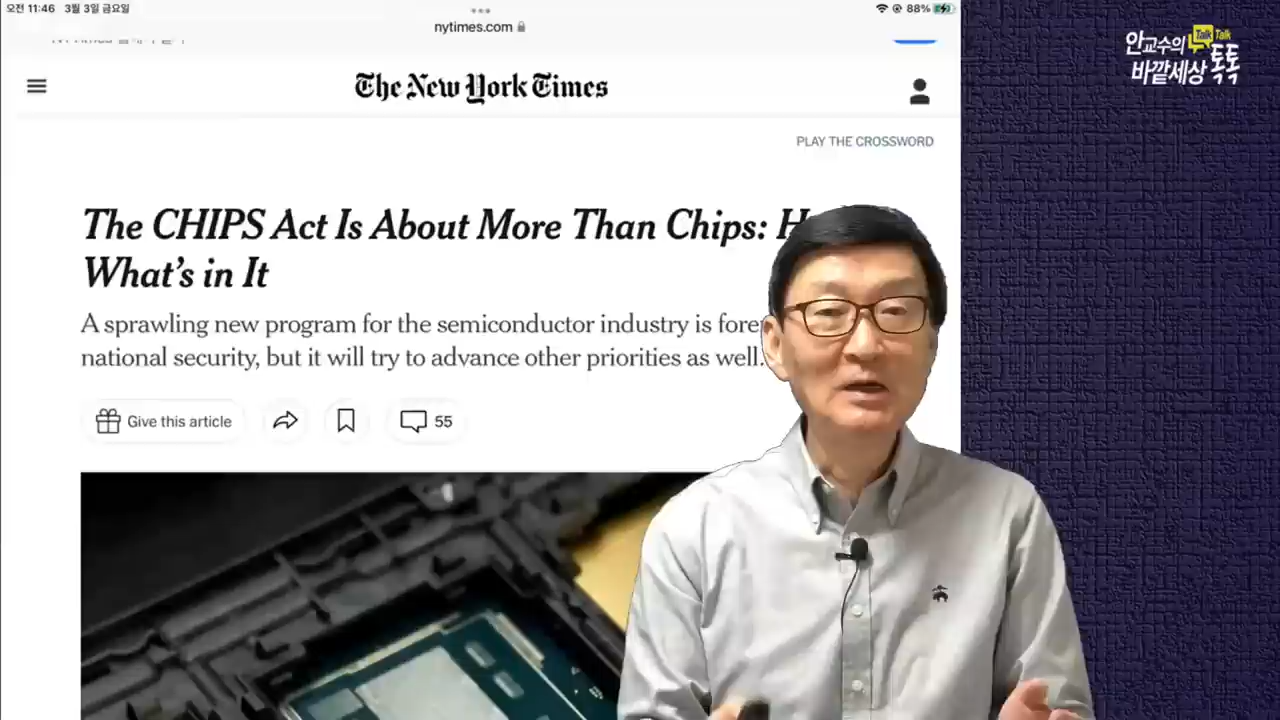 오전 11:46 3월 3일 금요일
88%
nytimes.com
안교수의 Talk Talk
바깥세상 톡톡
The New York Times
PLAY THE CROSSWORD
The CHIPS Act Is About More Than Chips: H
What's in It
A sprawling new program for the semiconductor industry is fore
national security, but it will try to advance other priorities as well.
Give this article
55